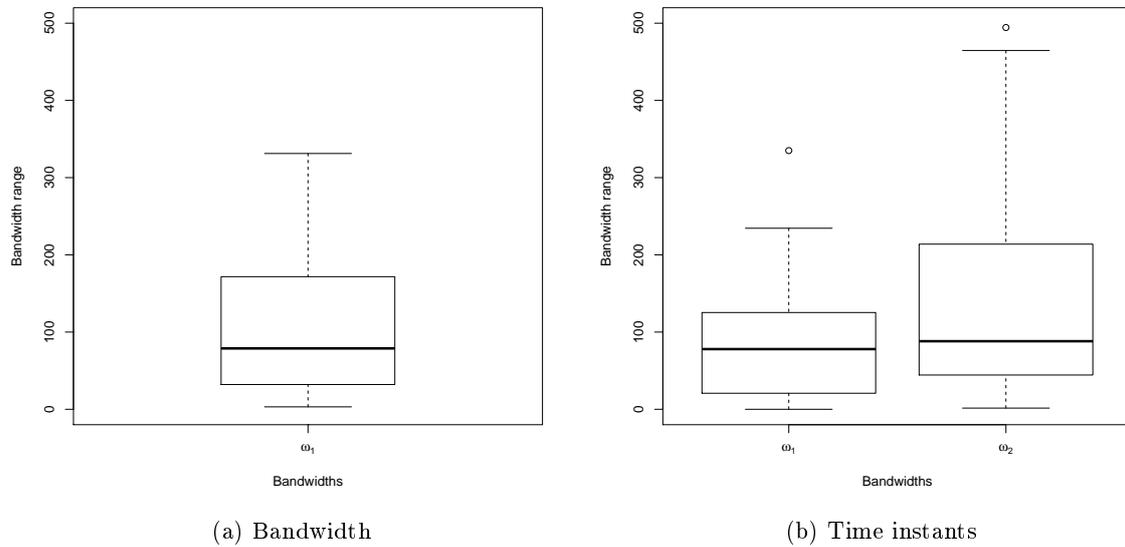 500
400
300
200
100
0
Bandwidth range
ω₁
Bandwidths
(a) Bandwidth
500
400
300
200
100
0
Bandwidth range
ω₁ ω₂
Bandwidths
(b) Time instants